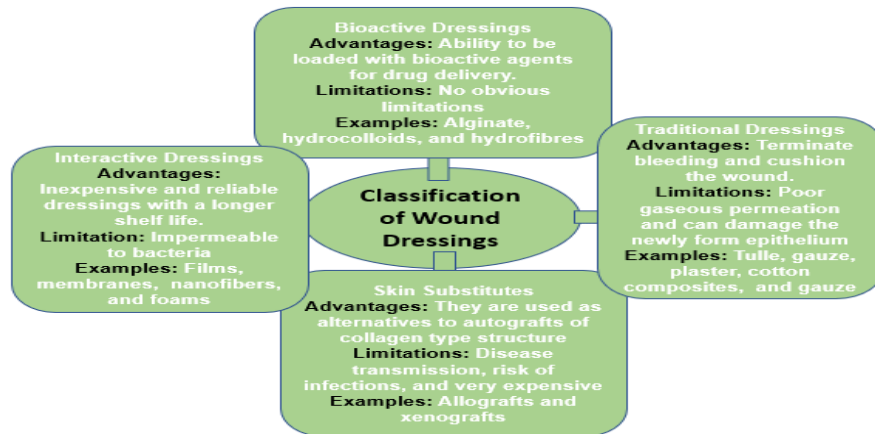 Bioactive Dressings
Advantages: Ability to be
loaded with bioactive agents
for drug delivery.
Limitations: No obvious
limitations
Examples: Alginate,
hydrocolloids, and hydrofibres
Interactive Dressings
Advantages:
Inexpensive and reliable
dressings with a longer
shelf life.
Limitation: Impermeable
to bacteria
Examples: Films,
membranes, nanofibers,
and foams
Classification
of Wound
Dressings
Traditional Dressings
Advantages: Terminate
bleeding and cushion
the wound.
Limitations: Poor
gaseous permeation
and can damage the
newly form epithelium
Examples: Tulle, gauze,
plaster, cotton
composites, and gauze
Skin Substitutes
Advantages: They are used as
alternatives to autografts of
collagen type structure
Limitations: Disease
transmission, risk of
infections, and very expensive
Examples: Allografts and
xenografts